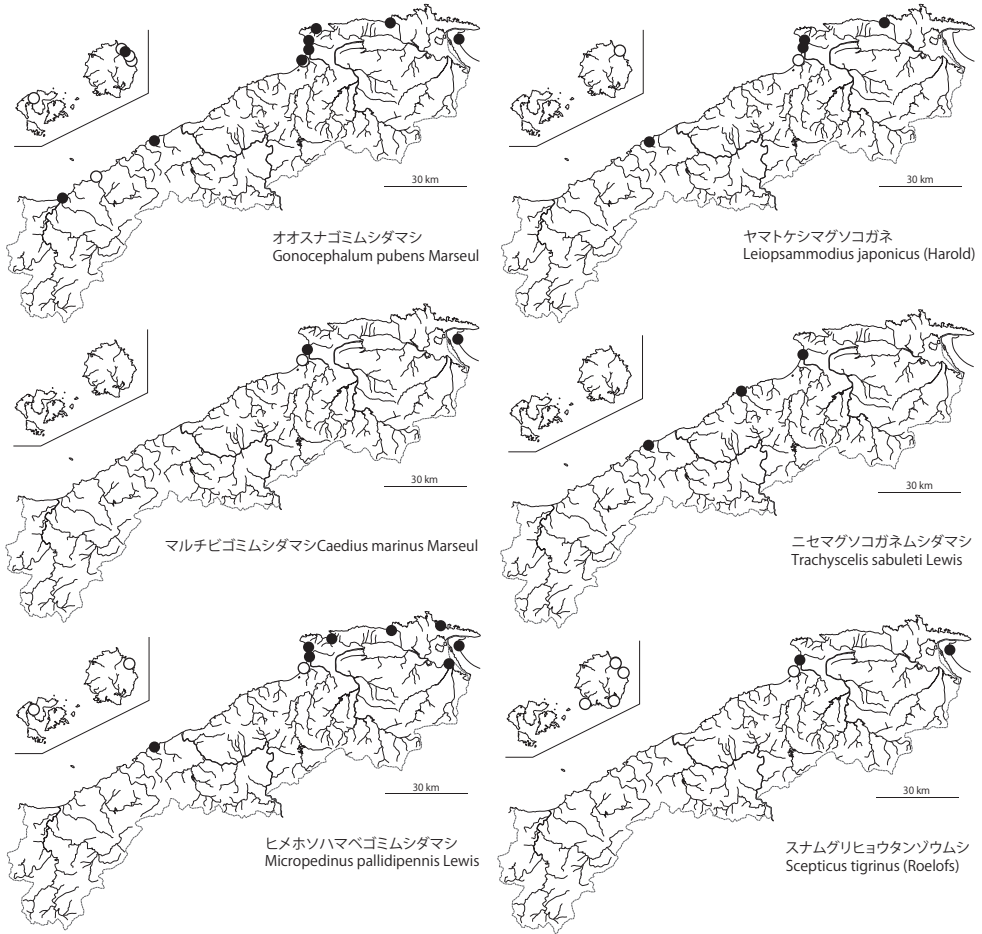 30 km
オオスナゴミムシダマシ
Gonocephalum pubens Marseul
30 km
ヤマトケシマグソコガネ
Leiopsammodius japonicus (Harold)
30 km
マルチビゴミムシダマシCaedius marinus Marseul
30 km
ニセマグソコガネムシダマシ
Trachyscelis sabuleti Lewis
30 km
ヒメホソハマベゴミムシダマシ
Micropedinus pallidipennis Lewis
30 km
スナムグリヒョウタンゾウムシ
Scepticus tigrinus (Roelofs)